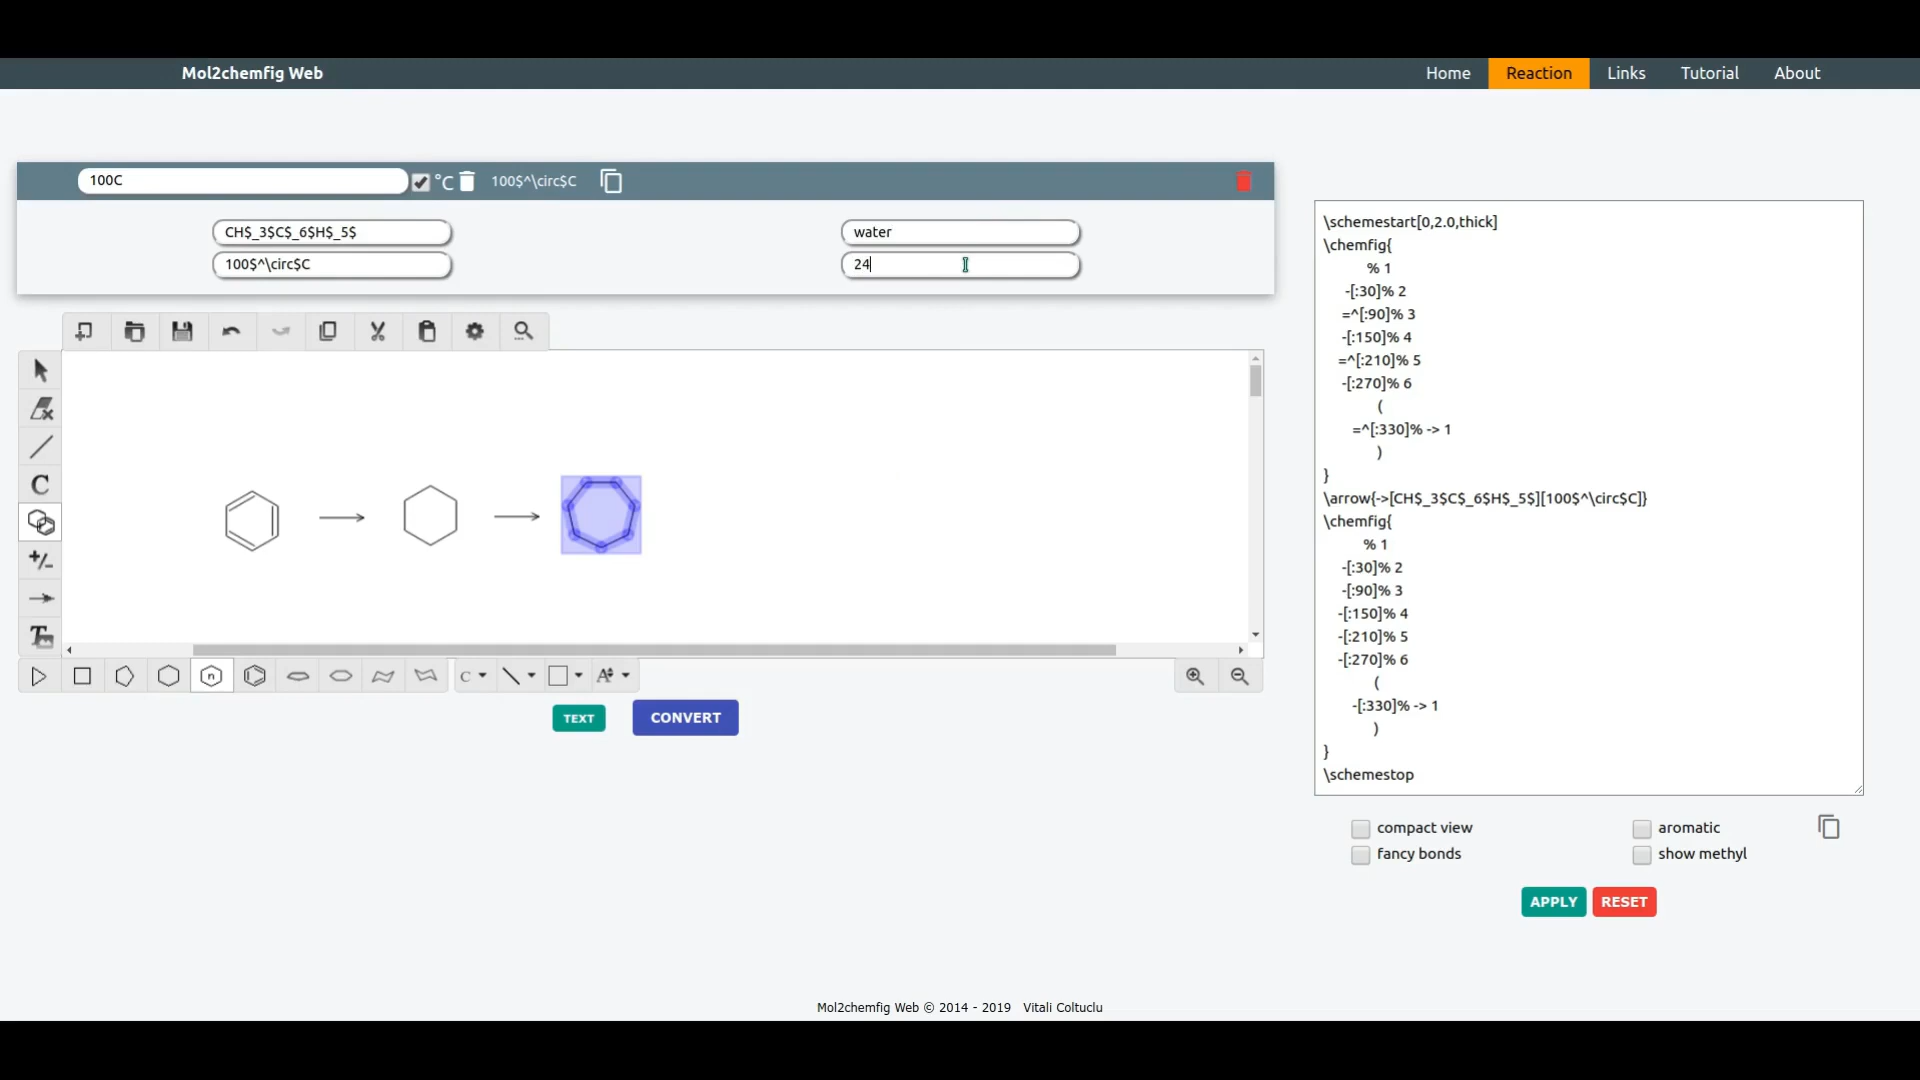 Mol2chemfig Web
Home Reaction Links Tutorial About
100C °C 100$^\circ$C
CH$_3$C$_6$H$_5$ water
100$^\circ$C 24
\schemestart[0,2.0,thick]
\chemfig{
% 1
-[:30]% 2
=^[:90]% 3
-[:150]% 4
=^[:210]% 5
-[:270]% 6
(
=^[:330]% -> 1
)
}
\arrow{->[CH$_3$C$_6$H$_5$][100$^\circ$C]}
\chemfig{
% 1
-[:30]% 2
-[:90]% 3
-[:150]% 4
-[:210]% 5
-[:270]% 6
(
-[:330]% -> 1
)
}
\schemestop
C
+/-
T
n
C
A
TEXT CONVERT
compact view aromatic
fancy bonds show methyl
APPLY RESET
Mol2chemfig Web © 2014 - 2019 Vitali Coltuclu